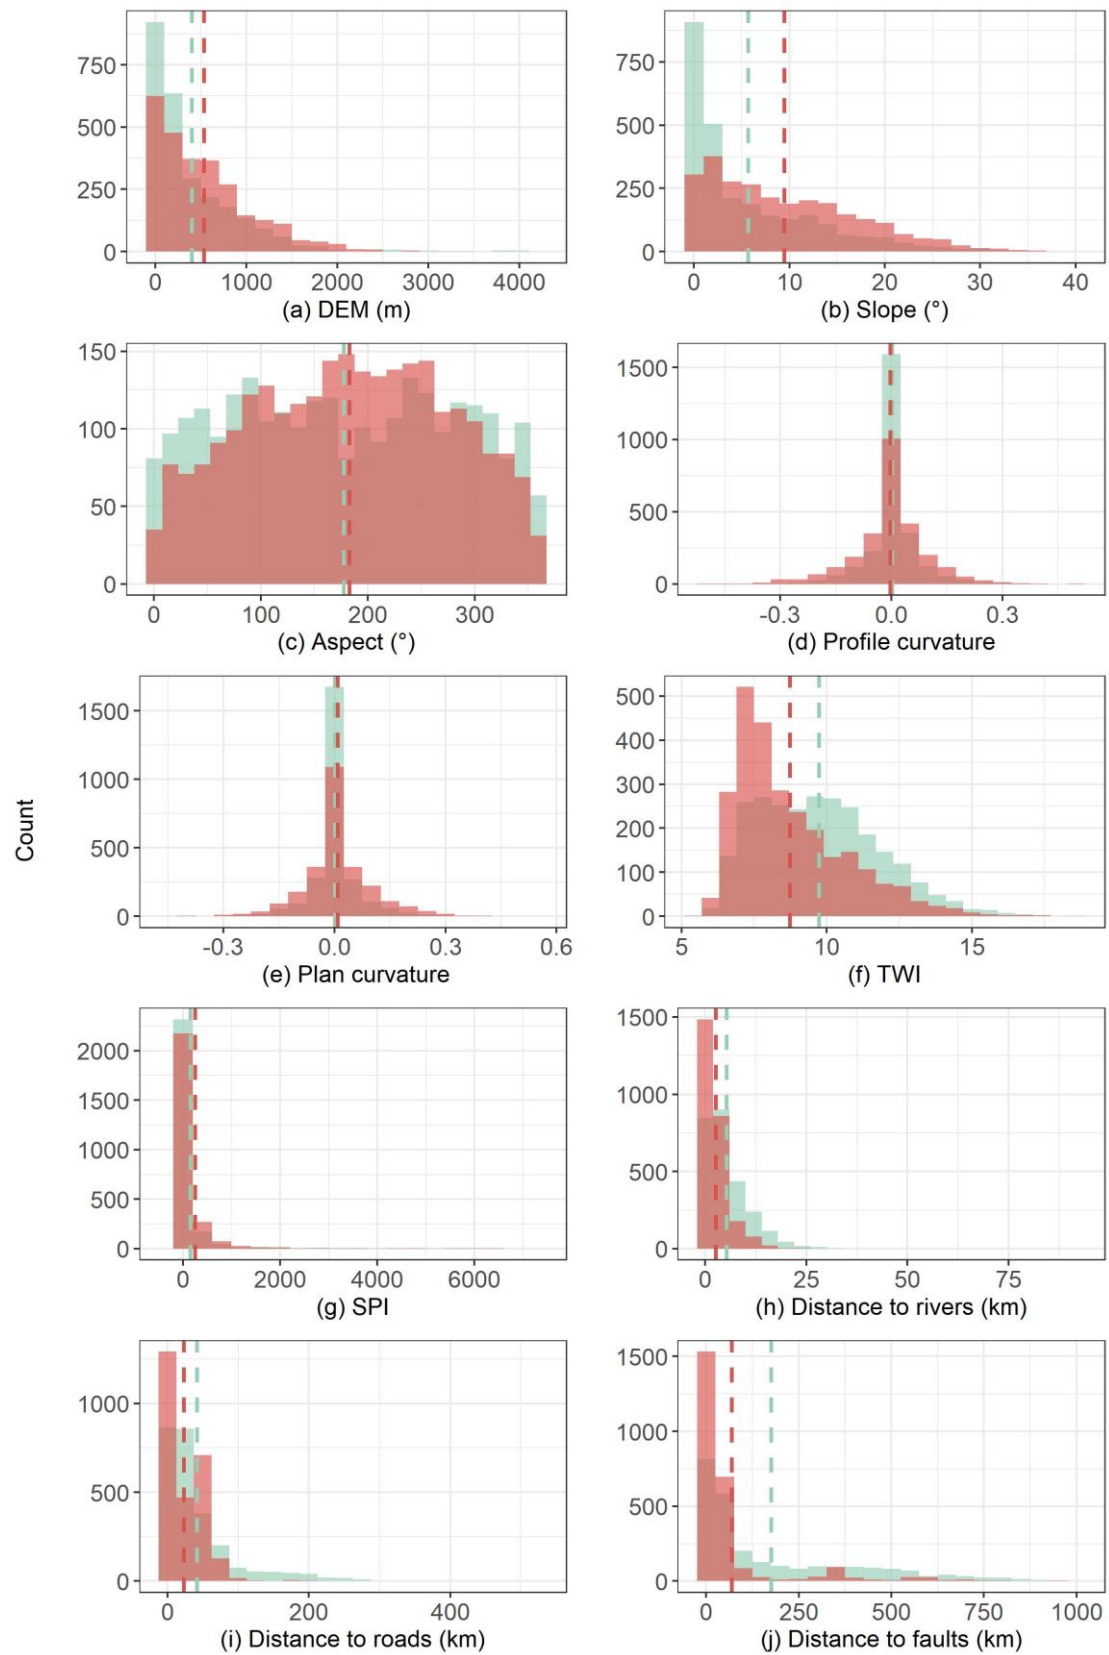 750
500
250
0
0 1000 2000 3000 4000
(a) DEM (m)
750
500
250
0
0 10 20 30 40
(b) Slope (°)
150
100
50
0
0 100 200 300
(c) Aspect (°)
1500
1000
500
0
-0.3 0.0 0.3
(d) Profile curvature
Count
1500
1000
500
0
-0.3 0.0 0.3 0.6
(e) Plan curvature
500
400
300
200
100
0
5 10 15
(f) TWI
2000
1500
1000
500
0
0 2000 4000 6000
(g) SPI
1500
1000
500
0
0 25 50 75
(h) Distance to rivers (km)
1000
500
0
0 200 400
(i) Distance to roads (km)
1500
1000
500
0
0 250 500 750 1000
(j) Distance to faults (km)